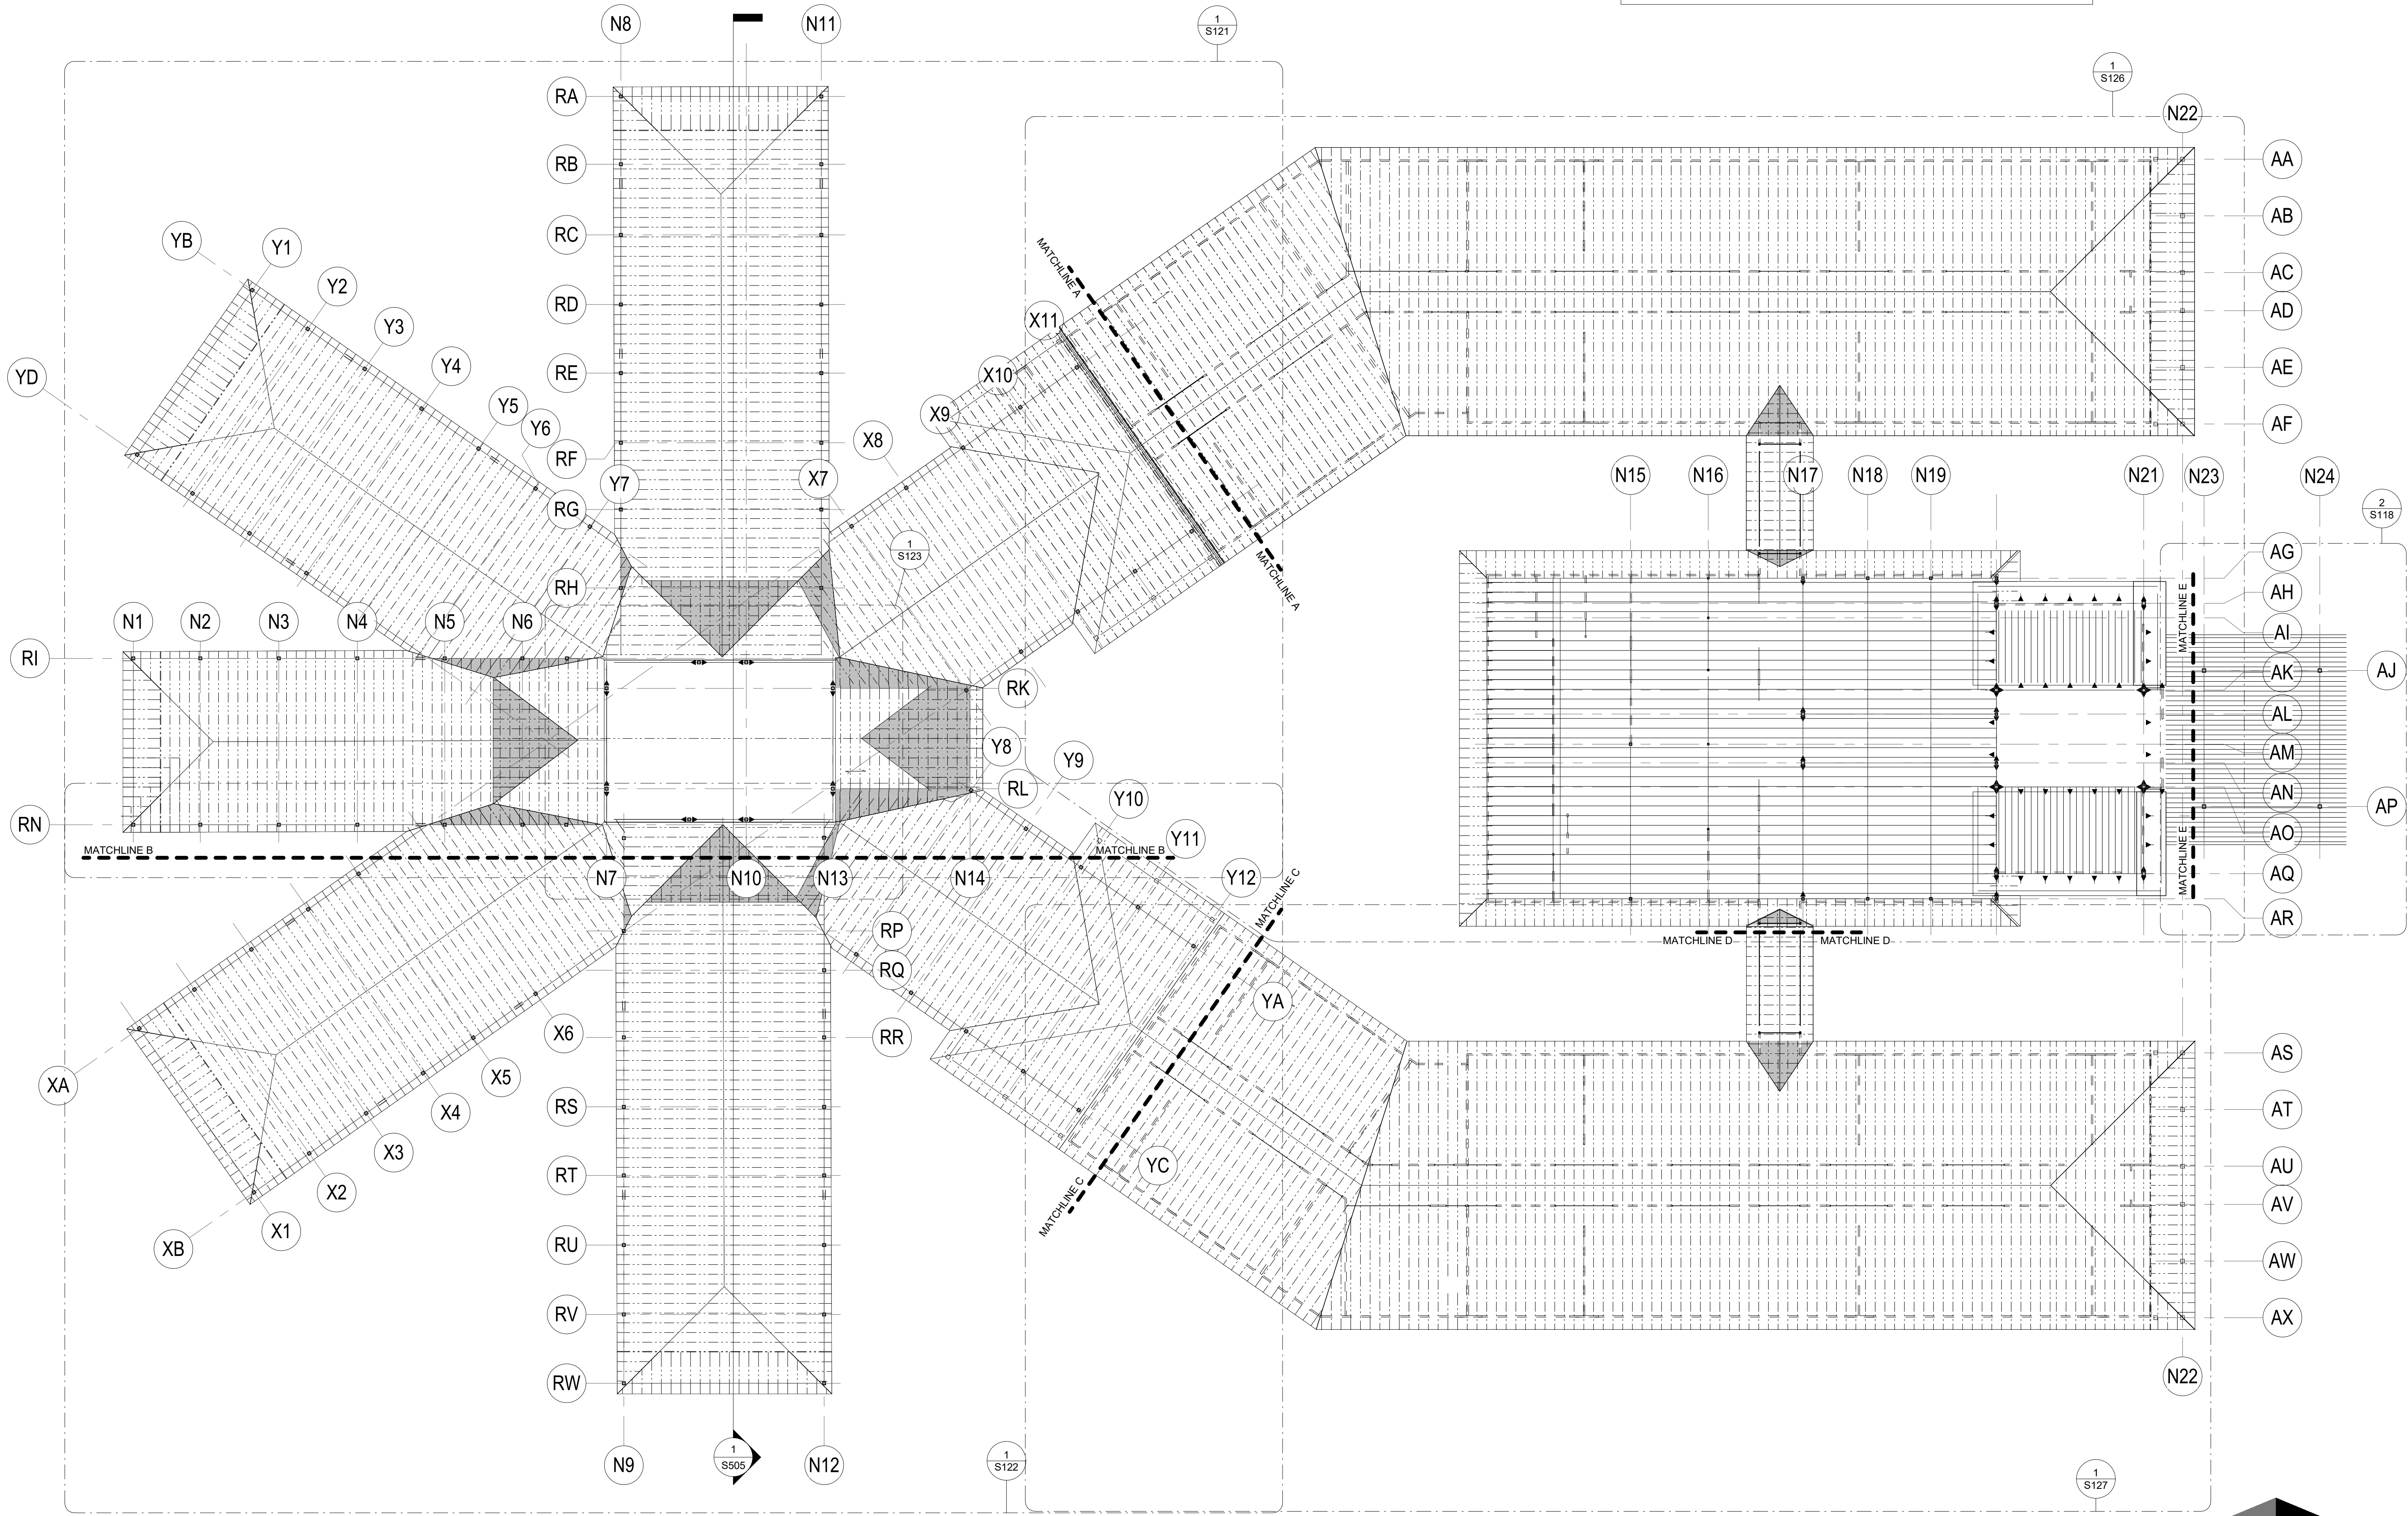 N8
N11
1
S121
1
S126
RA
N22
RB
AA
AB
RC
YB
Y1
MATCHLINE A
AC
Y2
RD
AD
Y3
X11
RE
Y4
X10
AE
YD
Y5
X9
Y6
X8
AF
RF
Y7
X7
N15
N16
N17
N18
N19
N21
N23
N24
RG
2
S118
1
S123
AG
MATCHLINE A
RH
AH
MATCHLINE E
N1
N2
N3
N4
N5
N6
AI
RI
AK
AJ
RK
AL
Y8
AM
Y9
RL
AN
Y10
AP
RN
AO
Y11
MATCHLINE B
MATCHLINE B
MATCHLINE E
N7
N10
N13
N14
Y12
AQ
MATCHLINE C
RP
AR
MATCHLINE D
MATCHLINE D
RQ
YA
X6
RR
AS
XA
X5
RS
X4
AT
X3
YC
RT
AU
X2
MATCHLINE C
AV
X1
XB
RU
AW
RV
AX
RW
N22
N9
1
S505
N12
1
S122
1
S127